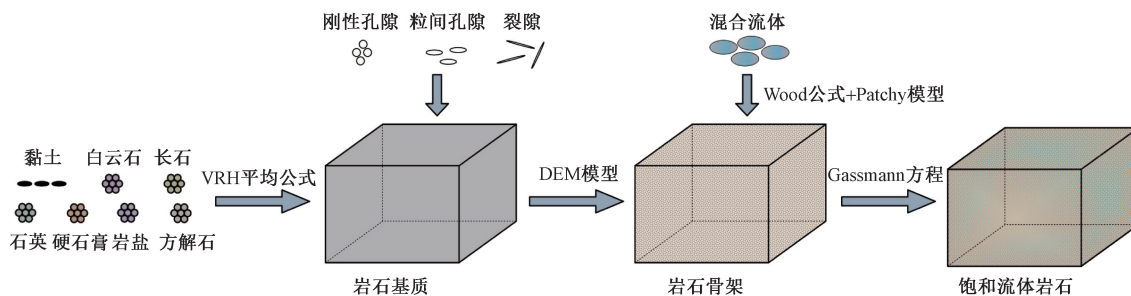 刚性孔隙 粒间孔隙 裂隙
混合流体
Wood公式+Patchy模型
黏土 白云石 长石
VRH平均公式
DEM模型
Gassmann方程
石英 硬石膏 岩盐 方解石
岩石基质
岩石骨架
饱和流体岩石